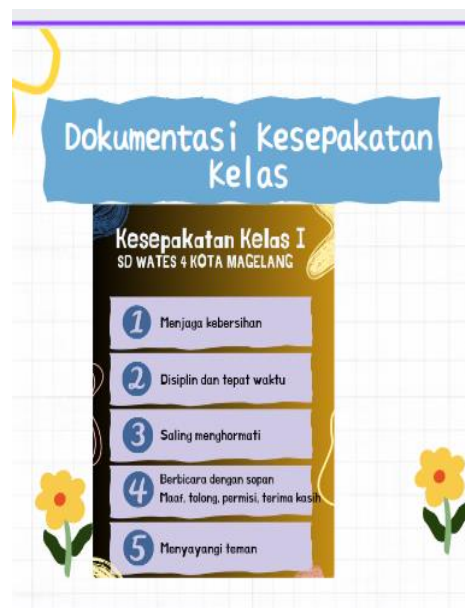 Dokumentasi Kesepakatan
Kelas
Kesepakatan Kelas I
SD WATES 4 KOTA MAGELANG
1 Menjaga kebersihan
2 Disiplin dan tepat waktu
3 Saling menghormati
4 Berbicara dengan sopan
Maaf, tolong, permisi, terima kasih
5 Menyayangi teman